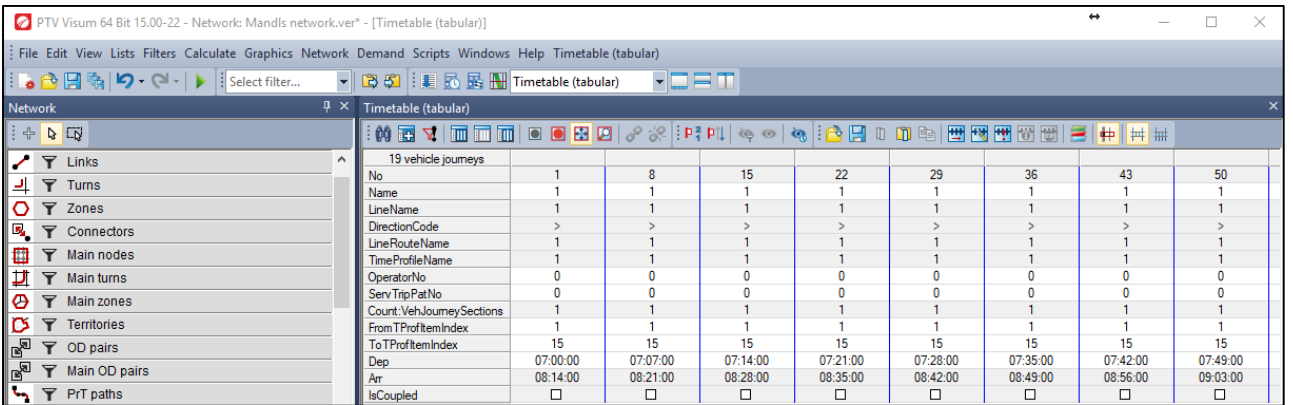 PTV Visum 64 Bit 15.00-22 - Network: Mandls network.ver* - [Timetable (tabular)]
File Edit View Lists Filters Calculate Graphics Network Demand Scripts Windows Help Timetable (tabular)
Select filter... Timetable (tabular)
Network
Links
Turns
Zones
Connectors
Main nodes
Main turns
Main zones
Territories
OD pairs
Main OD pairs
PrT paths
Timetable (tabular)
19 vehicle journeys
No 1 8 15 22 29 36 43 50
Name 1 1 1 1 1 1 1 1
LineName 1 1 1 1 1 1 1 1
DirectionCode > > > > > > > >
LineRouteName 1 1 1 1 1 1 1 1
TimeProfileName 1 1 1 1 1 1 1 1
OperatorNo 0 0 0 0 0 0 0 0
ServTripPatNo 0 0 0 0 0 0 0 0
Count:VehJourneySections 1 1 1 1 1 1 1 1
FromTProfItemIndex 1 1 1 1 1 1 1 1
ToTProfItemIndex 15 15 15 15 15 15 15 15
Dep 07:00:00 07:07:00 07:14:00 07:21:00 07:28:00 07:35:00 07:42:00 07:49:00
Arr 08:14:00 08:21:00 08:28:00 08:35:00 08:42:00 08:49:00 08:56:00 09:03:00
IsCoupled